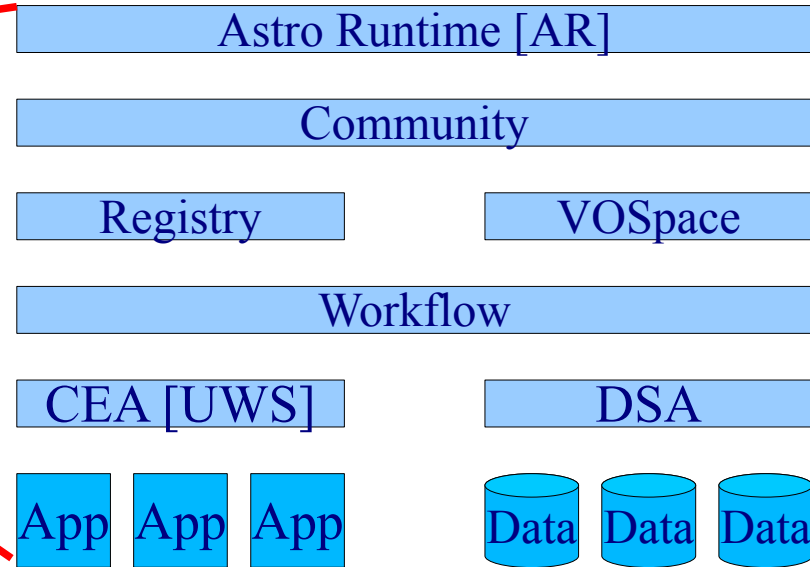 Astro Runtime [AR]
Community
Registry VOSpace
Workflow
CEA [UWS] DSA
App App App Data Data Data